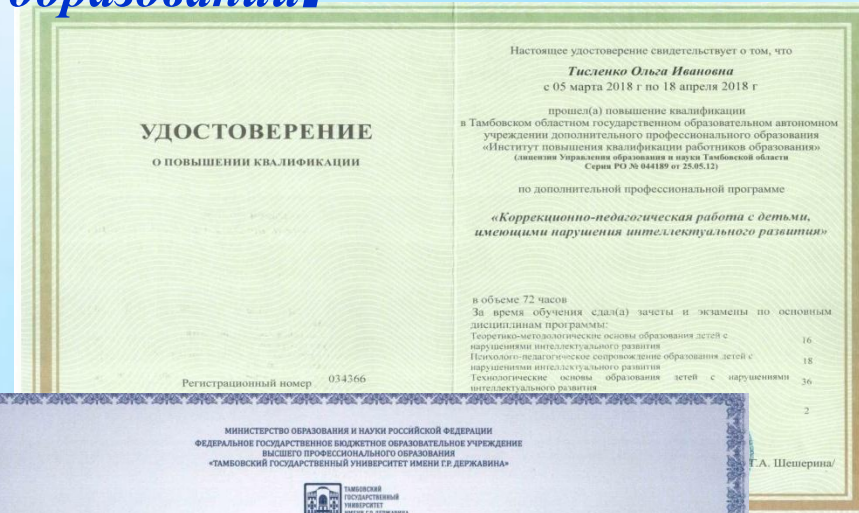 образовании.
УДОСТОВЕРЕНИЕ
О ПОВЫШЕНИИ КВАЛИФИКАЦИИ
Регистрационный номер 034366
Настоящее удостоверение свидетельствует о том, что
Тисленко Ольга Ивановна
с 05 марта 2018 г по 18 апреля 2018 г
прошел(а) повышение квалификации
в Тамбовском областном государственном образовательном автономном
учреждении дополнительного профессионального образования
«Институт повышения квалификации работников образования»
(лицензия Управления образования и науки Тамбовской области
Серия РО № 044189 от 25.05.12)
по дополнительной профессиональной программе
«Коррекционно-педагогическая работа с детьми,
имеющими нарушения интеллектуального развития»
в объеме 72 часов
За время обучения сдал(а) зачеты и экзамены по основным
дисциплинам программы:
Теоретико-методологические основы образования детей с
нарушениями интеллектуального развития 16
Психолого-педагогическое сопровождение образования детей с
нарушениями интеллектуального развития 18
Технологические основы образования детей с нарушениями
интеллектуального развития 36
2
Г.А. Шешерина/
МИНИСТЕРСТВО ОБРАЗОВАНИЯ И НАУКИ РОССИЙСКОЙ ФЕДЕРАЦИИ
ФЕДЕРАЛЬНОЕ ГОСУДАРСТВЕННОЕ БЮДЖЕТНОЕ ОБРАЗОВАТЕЛЬНОЕ УЧРЕЖДЕНИЕ
ВЫСШЕГО ПРОФЕССИОНАЛЬНОГО ОБРАЗОВАНИЯ
«ТАМБОВСКИЙ ГОСУДАРСТВЕННЫЙ УНИВЕРСИТЕТ ИМЕНИ Г.Р. ДЕРЖАВИНА»
ТАМБОВСКИЙ
ГОСУДАРСТВЕННЫЙ
УНИВЕРСИТЕТ
ИМЕНИ Г.Р. ДЕРЖАВИНА